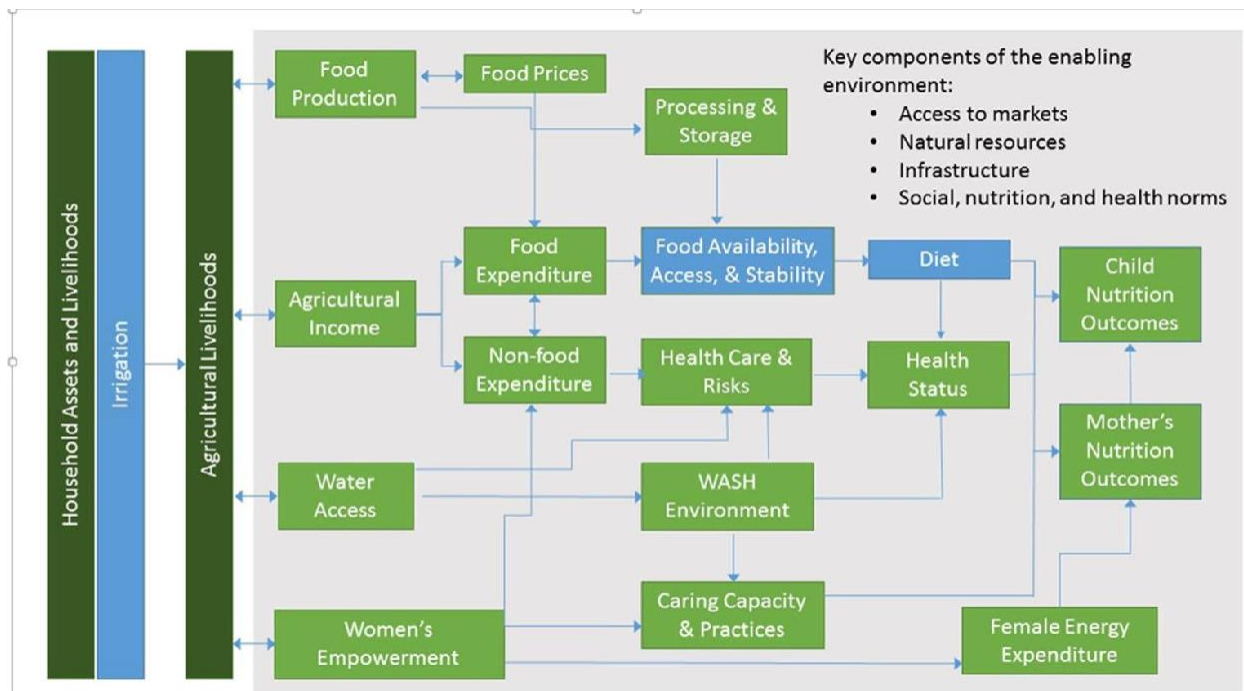 Household Assets and Livelihoods
Irrigation
Agricultural Livelihoods
Food
Production
Food Prices
Processing &
Storage
Key components of the enabling
environment:
• Access to markets
• Natural resources
• Infrastructure
• Social, nutrition, and health norms
Agricultural
Income
Food
Expenditure
Non-food
Expenditure
Food Availability,
Access, & Stability
Diet
Child
Nutrition
Outcomes
Health Care &
Risks
Health
Status
Mother's
Nutrition
Outcomes
Water
Access
WASH
Environment
Women's
Empowerment
Caring Capacity
& Practices
Female Energy
Expenditure